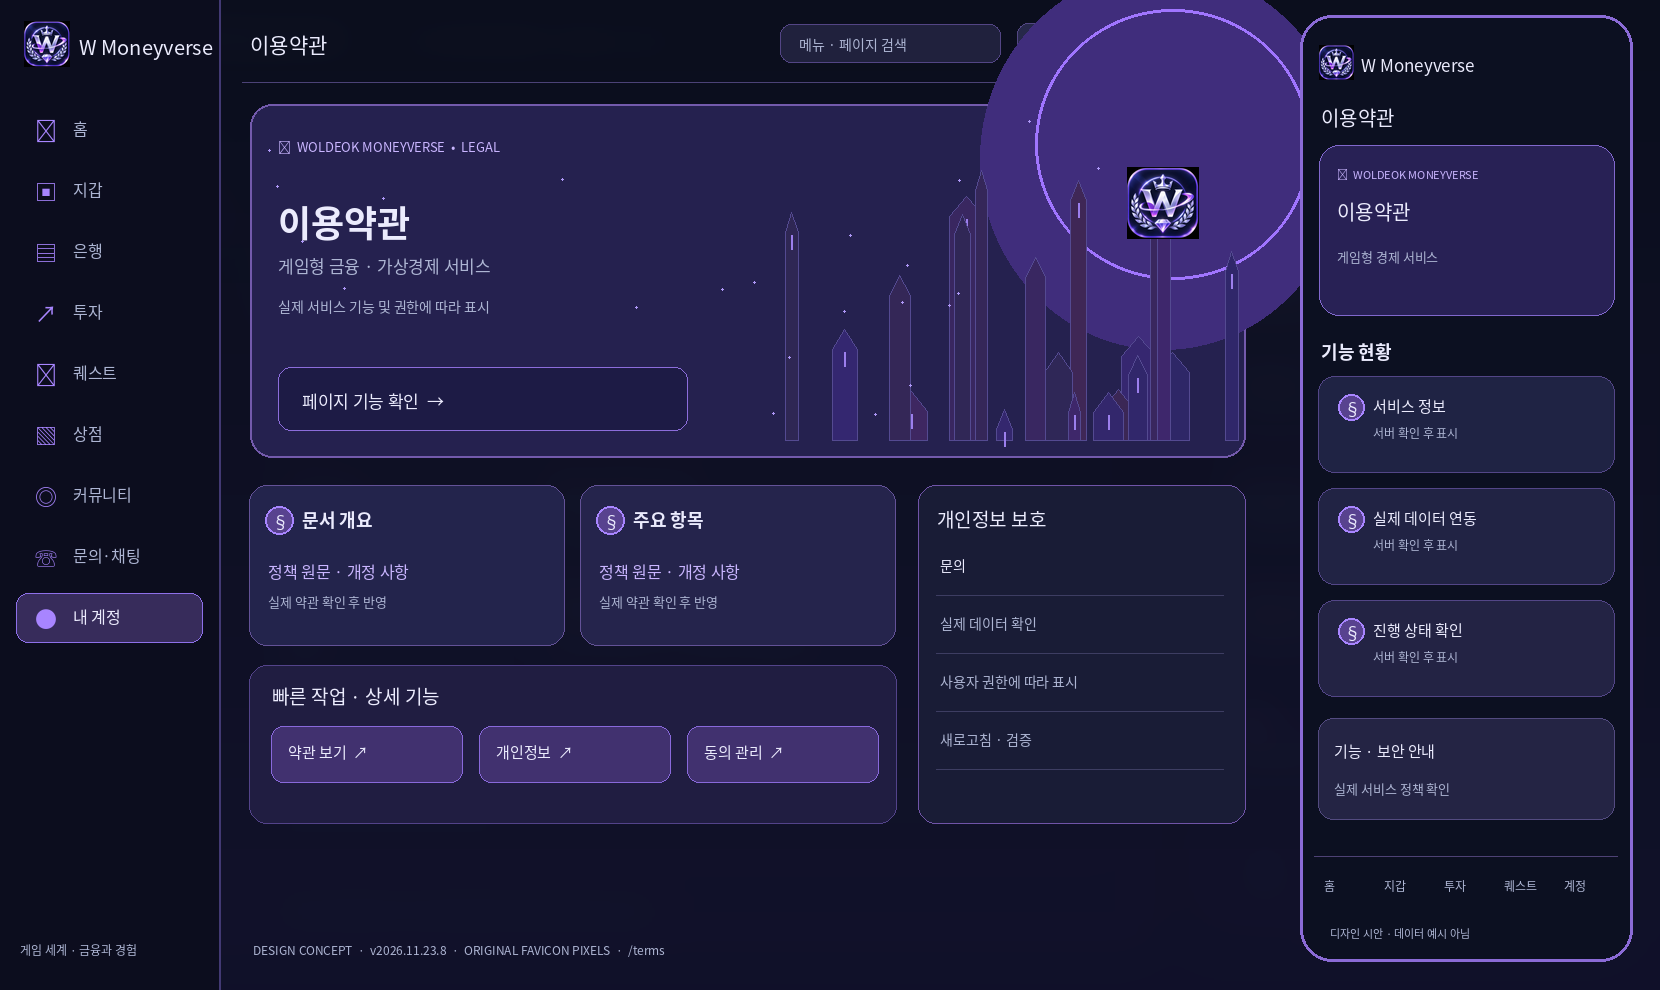 W Moneyverse
홈
지갑
은행
투자
퀘스트
상점
커뮤니티
문의·채팅
내 계정
게임 세계 · 금융과 경험
이용약관
메뉴 · 페이지 검색
WOLDEOK MONEYVERSE • LEGAL
이용약관
게임형 금융 · 가상경제 서비스
실제 서비스 기능 및 권한에 따라 표시
페이지 기능 확인 →
W
§ 문서 개요
정책 원문 · 개정 사항
실제 약관 확인 후 반영
§ 주요 항목
정책 원문 · 개정 사항
실제 약관 확인 후 반영
개인정보 보호
문의
실제 데이터 확인
사용자 권한에 따라 표시
새로고침 · 검증
빠른 작업 · 상세 기능
약관 보기 ↗
개인정보 ↗
동의 관리 ↗
DESIGN CONCEPT · v2026.11.23.8 · ORIGINAL FAVICON PIXELS · /terms
W Moneyverse
이용약관
WOLDEOK MONEYVERSE
이용약관
게임형 경제 서비스
기능 현황
§ 서비스 정보
서버 확인 후 표시
§ 실제 데이터 연동
서버 확인 후 표시
§ 진행 상태 확인
서버 확인 후 표시
기능 · 보안 안내
실제 서비스 정책 확인
홈 지갑 투자 퀘스트 계정
디자인 시안 · 데이터 예시 아님